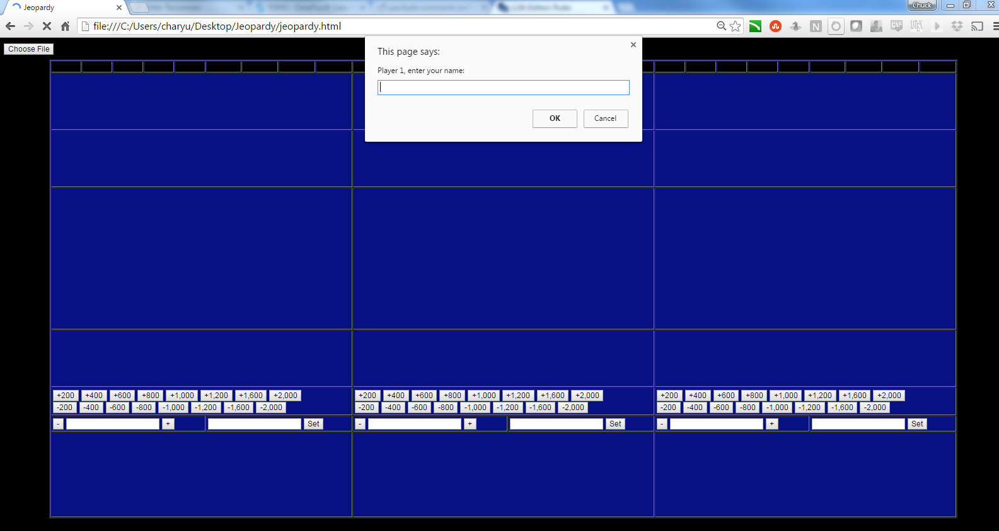 Jeopardy
Chuck
file:///C:/Users/charyu/Desktop/Jeopardy/jeopardy.html
Choose File
This page says:
Player 1, enter your name:
OK Cancel
+200 +400 +600 +800 +1,000 +1,200 +1,600 +2,000 +200 +400 +600 +800 +1,000 +1,200 +1,600 +2,000 +200 +400 +600 +800 +1,000 +1,200 +1,600 +2,000
-200 -400 -600 -800 -1,000 -1,200 -1,600 -2,000 -200 -400 -600 -800 -1,000 -1,200 -1,600 -2,000 -200 -400 -600 -800 -1,000 -1,200 -1,600 -2,000
- + Set - + Set - + Set